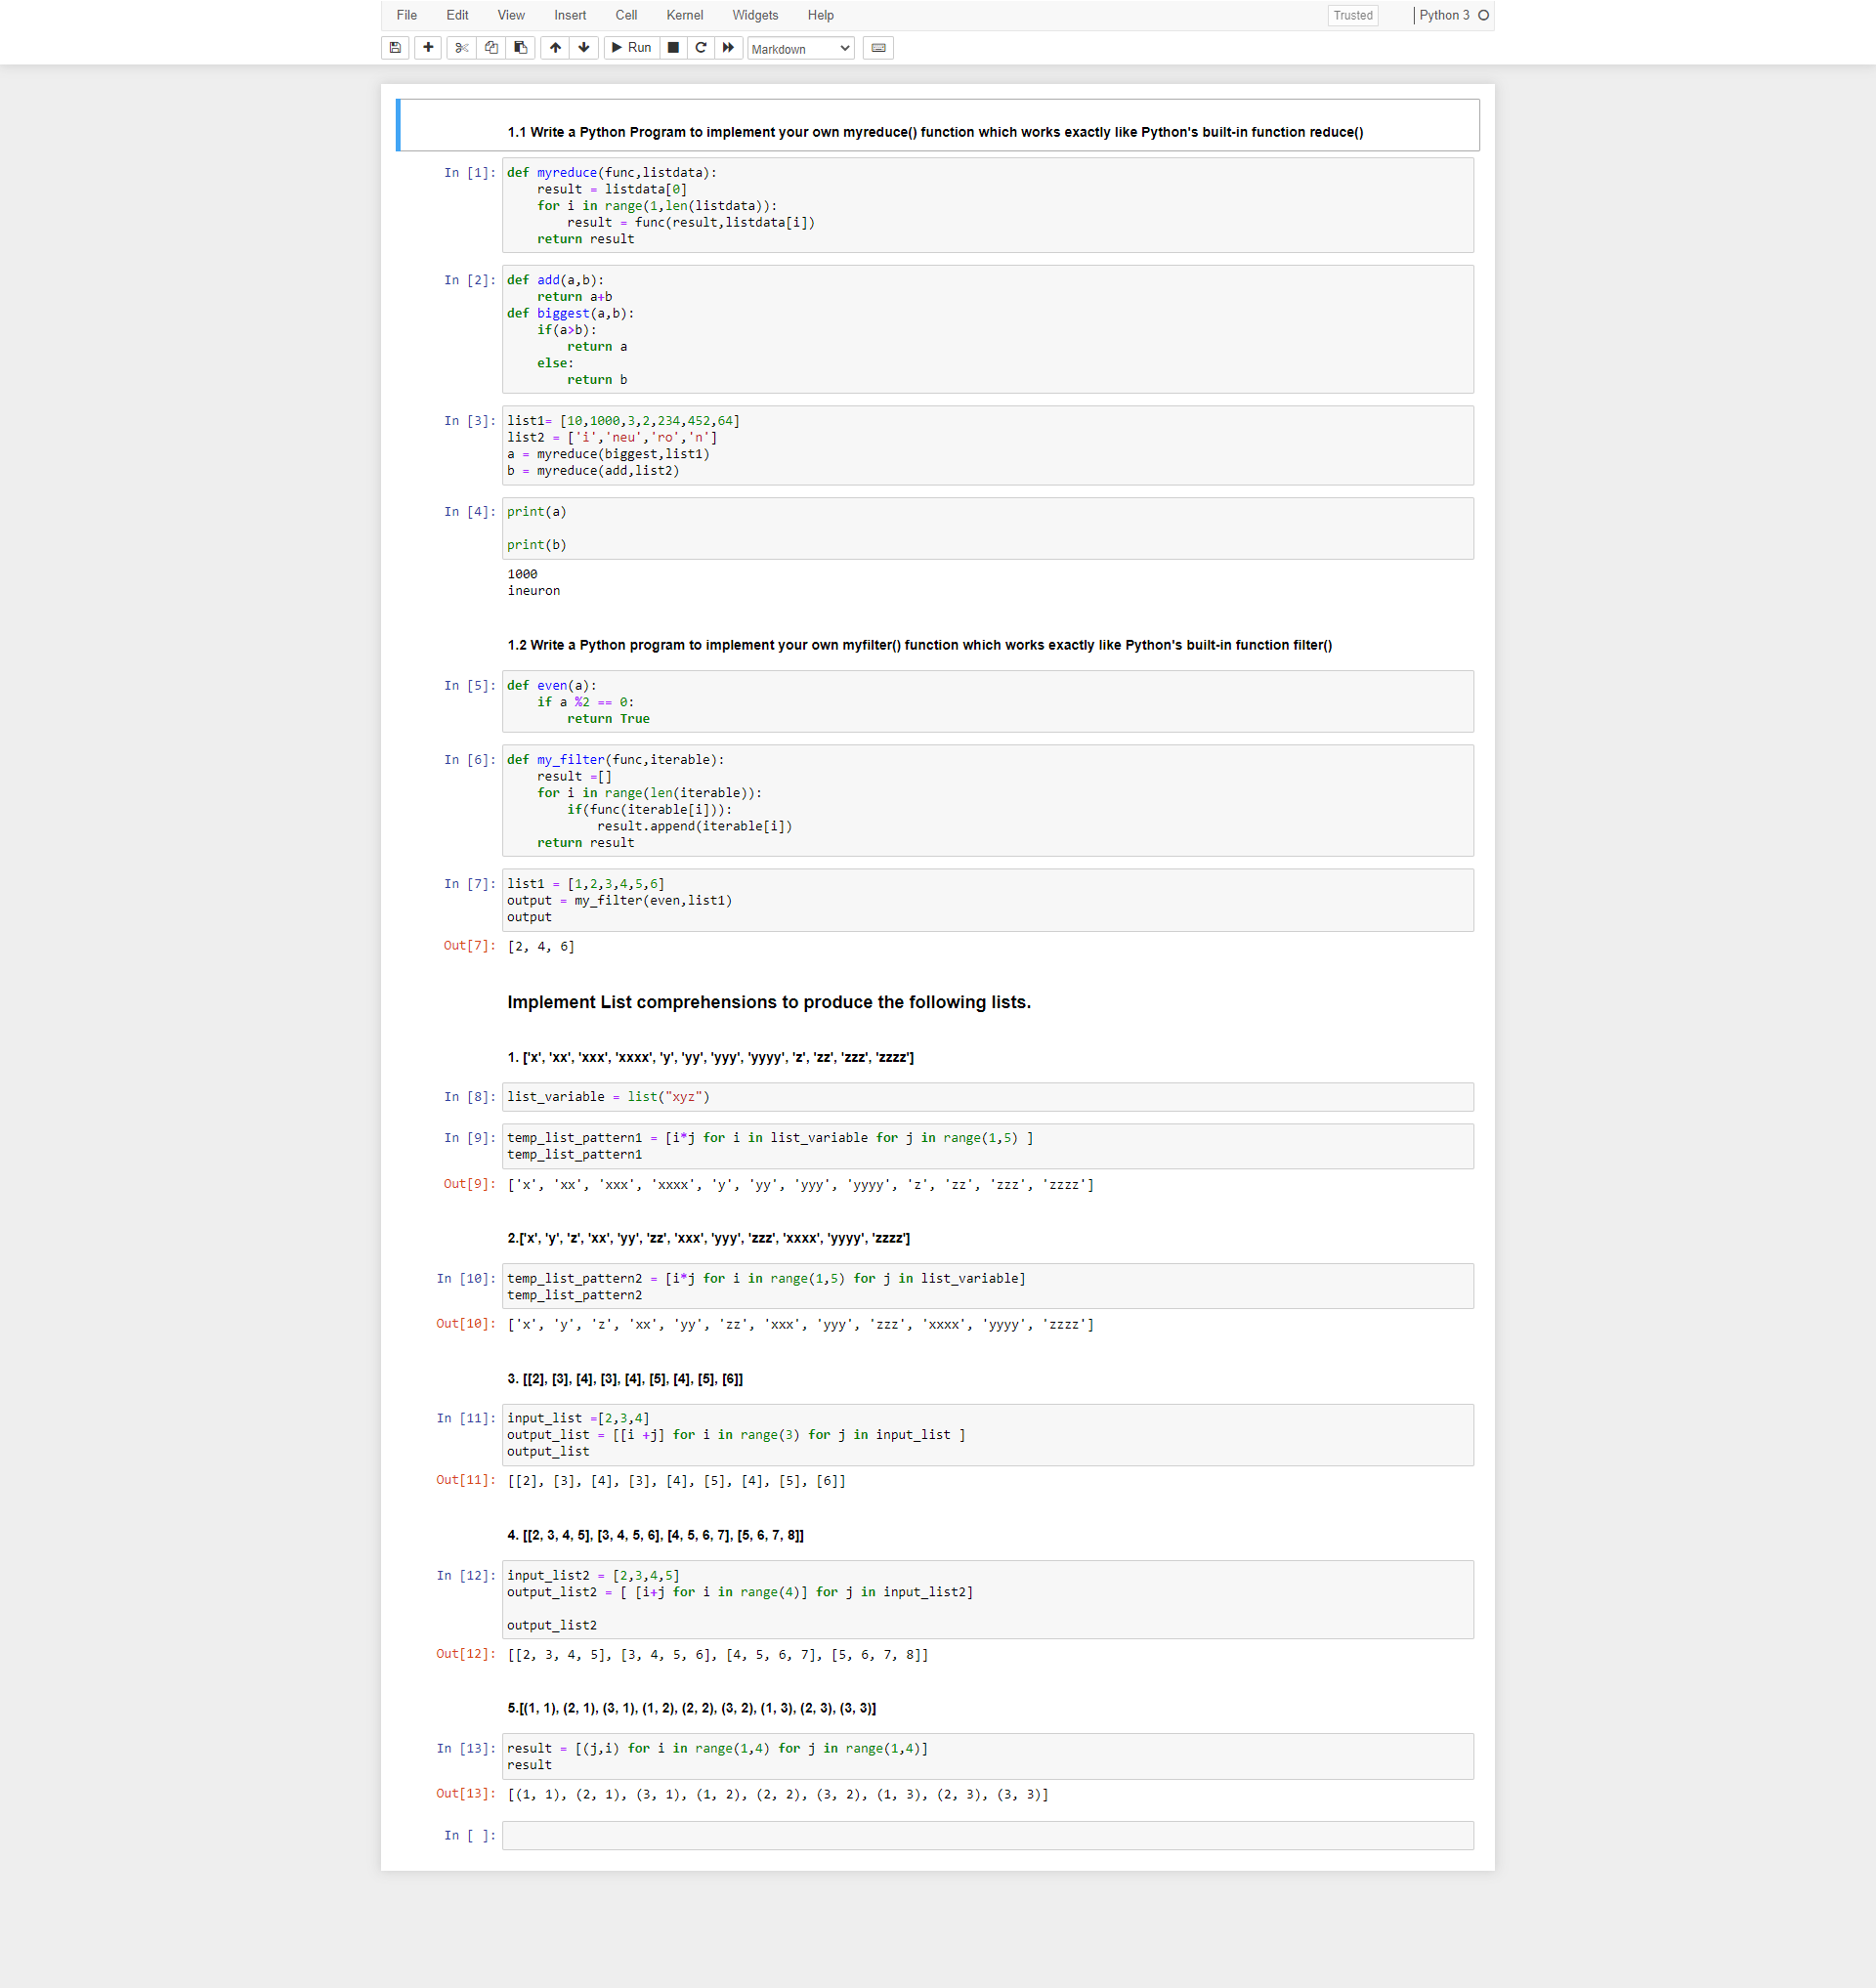 File Edit View Insert Cell Kernel Widgets Help Trusted Python 3
Run Markdown
1.1 Write a Python Program to implement your own myreduce() function which works exactly like Python's built-in function reduce()
In [1]: def myreduce(func,listdata):
    result = listdata[0]
    for i in range(1,len(listdata)):
        result = func(result,listdata[i])
    return result
In [2]: def add(a,b):
    return a+b
def biggest(a,b):
    if(a>b):
        return a
    else:
        return b
In [3]: list1= [10,1000,3,2,234,452,64]
list2 = ['i','neu','ro','n']
a = myreduce(biggest,list1)
b = myreduce(add,list2)
In [4]: print(a)
print(b)
1000
ineuron
1.2 Write a Python program to implement your own myfilter() function which works exactly like Python's built-in function filter()
In [5]: def even(a):
    if a %2 == 0:
        return True
In [6]: def my_filter(func,iterable):
    result =[]
    for i in range(len(iterable)):
        if(func(iterable[i])):
            result.append(iterable[i])
    return result
In [7]: list1 = [1,2,3,4,5,6]
output = my_filter(even,list1)
output
Out[7]: [2, 4, 6]
Implement List comprehensions to produce the following lists.
1. ['x', 'xx', 'xxx', 'xxxx', 'y', 'yy', 'yyy', 'yyyy', 'z', 'zz', 'zzz', 'zzzz']
In [8]: list_variable = list("xyz")
In [9]: temp_list_pattern1 = [i*j for i in list_variable for j in range(1,5) ]
temp_list_pattern1
Out[9]: ['x', 'xx', 'xxx', 'xxxx', 'y', 'yy', 'yyy', 'yyyy', 'z', 'zz', 'zzz', 'zzzz']
2.['x', 'y', 'z', 'xx', 'yy', 'zz', 'xxx', 'yyy', 'zzz', 'xxxx', 'yyyy', 'zzzz']
In [10]: temp_list_pattern2 = [i*j for i in range(1,5) for j in list_variable]
temp_list_pattern2
Out[10]: ['x', 'y', 'z', 'xx', 'yy', 'zz', 'xxx', 'yyy', 'zzz', 'xxxx', 'yyyy', 'zzzz']
3. [[2], [3], [4], [3], [4], [5], [4], [5], [6]]
In [11]: input_list =[2,3,4]
output_list = [[i +j] for i in range(3) for j in input_list ]
output_list
Out[11]: [[2], [3], [4], [3], [4], [5], [4], [5], [6]]
4. [[2, 3, 4, 5], [3, 4, 5, 6], [4, 5, 6, 7], [5, 6, 7, 8]]
In [12]: input_list2 = [2,3,4,5]
output_list2 = [ [i+j for i in range(4)] for j in input_list2]
output_list2
Out[12]: [[2, 3, 4, 5], [3, 4, 5, 6], [4, 5, 6, 7], [5, 6, 7, 8]]
5.[(1, 1), (2, 1), (3, 1), (1, 2), (2, 2), (3, 2), (1, 3), (2, 3), (3, 3)]
In [13]: result = [(j,i) for i in range(1,4) for j in range(1,4)]
result
Out[13]: [(1, 1), (2, 1), (3, 1), (1, 2), (2, 2), (3, 2), (1, 3), (2, 3), (3, 3)]
In [ ]: